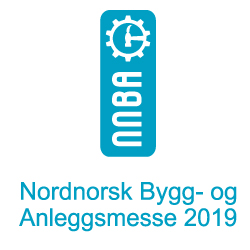 NNBA
Nordnorsk Bygg- og
Anleggsmesse 2019